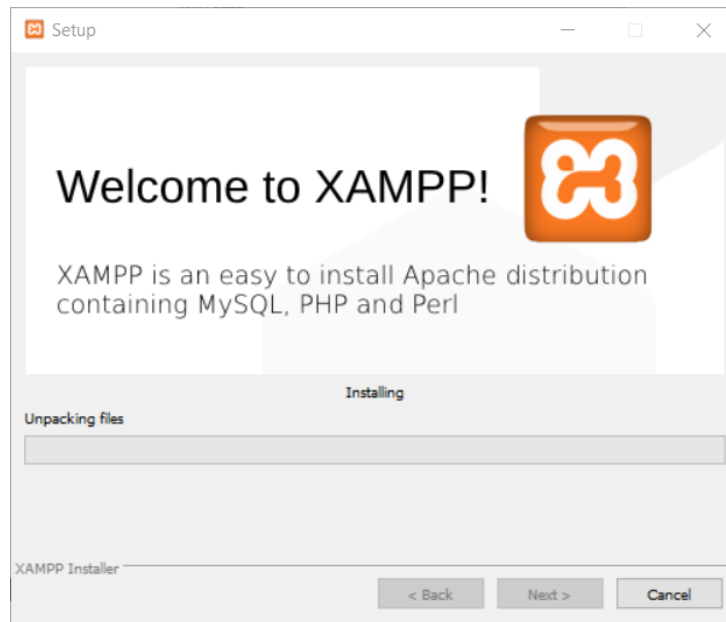 Setup
Welcome to XAMPP!
XAMPP is an easy to install Apache distribution
containing MySQL, PHP and Perl
Installing
Unpacking files
XAMPP Installer
< Back
Next >
Cancel